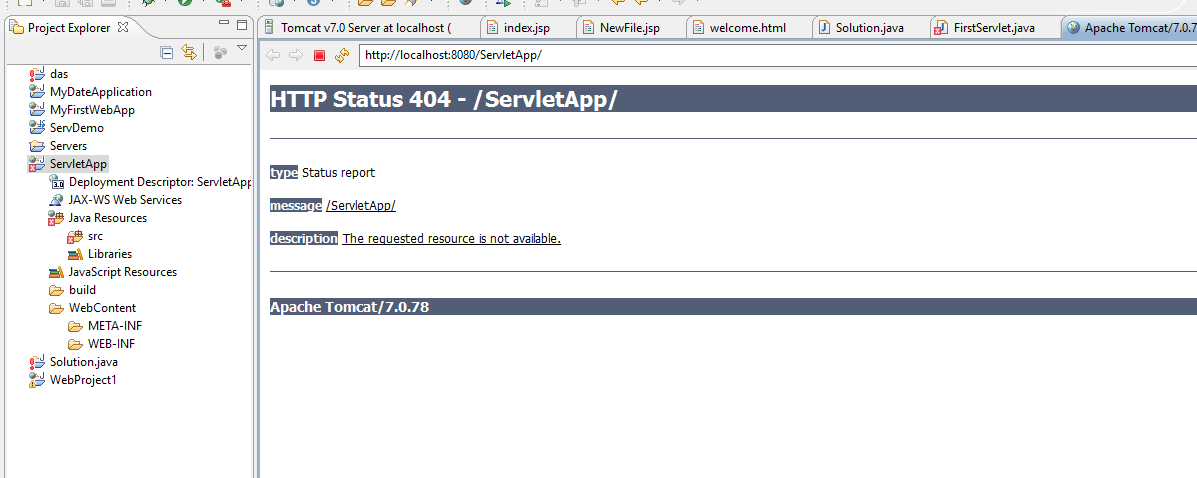 Project Explorer
Tomcat v7.0 Server at localhost (
index.jsp
NewFile.jsp
welcome.html
Solution.java
FirstServlet.java
Apache Tomcat/7.0.7
http://localhost:8080/ServletApp/
das
MyDateApplication
MyFirstWebApp
ServDemo
Servers
ServletApp
3.0 Deployment Descriptor: ServletApp
JAX-WS Web Services
Java Resources
src
Libraries
JavaScript Resources
build
WebContent
META-INF
WEB-INF
Solution.java
WebProject1
HTTP Status 404 - /ServletApp/
type Status report
message /ServletApp/
description The requested resource is not available.
Apache Tomcat/7.0.78